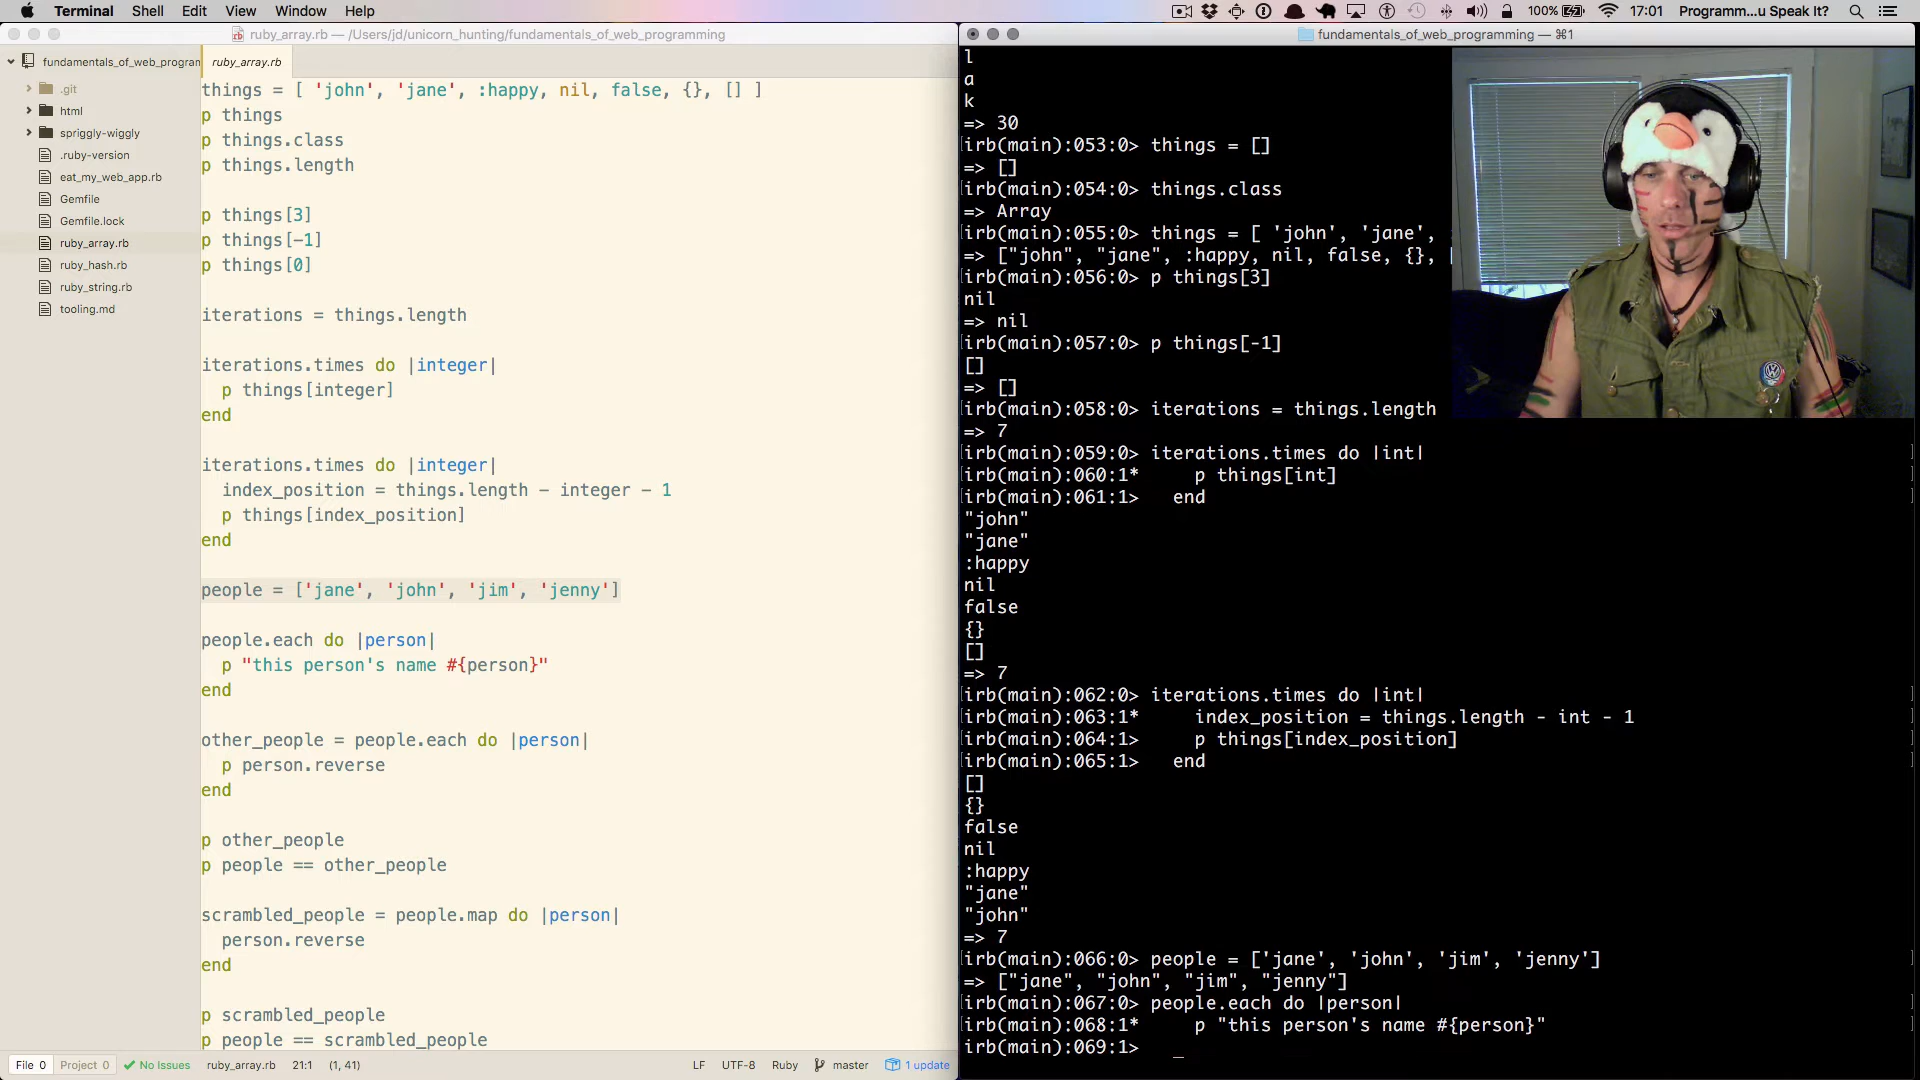 Terminal Shell Edit View Window Help 100% 17:01 Programm...u Speak It?
ruby_array.rb — /Users/jd/unicorn_hunting/fundamentals_of_web_programming
fundamentals_of_web_program
.git
html
spriggly-wiggly
.ruby-version
eat_my_web_app.rb
Gemfile
Gemfile.lock
ruby_array.rb
ruby_hash.rb
ruby_string.rb
tooling.md
ruby_array.rb
things = [ 'john', 'jane', :happy, nil, false, {}, [] ]
p things
p things.class
p things.length
p things[3]
p things[-1]
p things[0]
iterations = things.length
iterations.times do |integer|
p things[integer]
end
iterations.times do |integer|
index_position = things.length - integer - 1
p things[index_position]
end
people = ['jane', 'john', 'jim', 'jenny']
people.each do |person|
p "this person's name #{person}"
end
other_people = people.each do |person|
p person.reverse
end
p other_people
p people == other_people
scrambled_people = people.map do |person|
person.reverse
end
p scrambled_people
p people == scrambled_people
File 0 Project 0 No Issues ruby_array.rb 21:1 (1, 41) LF UTF-8 Ruby master 1 update
fundamentals_of_web_programming — ⌘1
l
a
k
=> 30
irb(main):053:0> things = []
=> []
irb(main):054:0> things.class
=> Array
irb(main):055:0> things = [ 'john', 'jane',
=> ["john", "jane", :happy, nil, false, {}, [
irb(main):056:0> p things[3]
nil
=> nil
irb(main):057:0> p things[-1]
[]
=> []
irb(main):058:0> iterations = things.length
=> 7
irb(main):059:0> iterations.times do |int|
irb(main):060:1* p things[int]
irb(main):061:1> end
"john"
"jane"
:happy
nil
false
{}
[]
=> 7
irb(main):062:0> iterations.times do |int|
irb(main):063:1* index_position = things.length - int - 1
irb(main):064:1> p things[index_position]
irb(main):065:1> end
[]
{}
false
nil
:happy
"jane"
"john"
=> 7
irb(main):066:0> people = ['jane', 'john', 'jim', 'jenny']
=> ["jane", "john", "jim", "jenny"]
irb(main):067:0> people.each do |person|
irb(main):068:1* p "this person's name #{person}"
irb(main):069:1> _